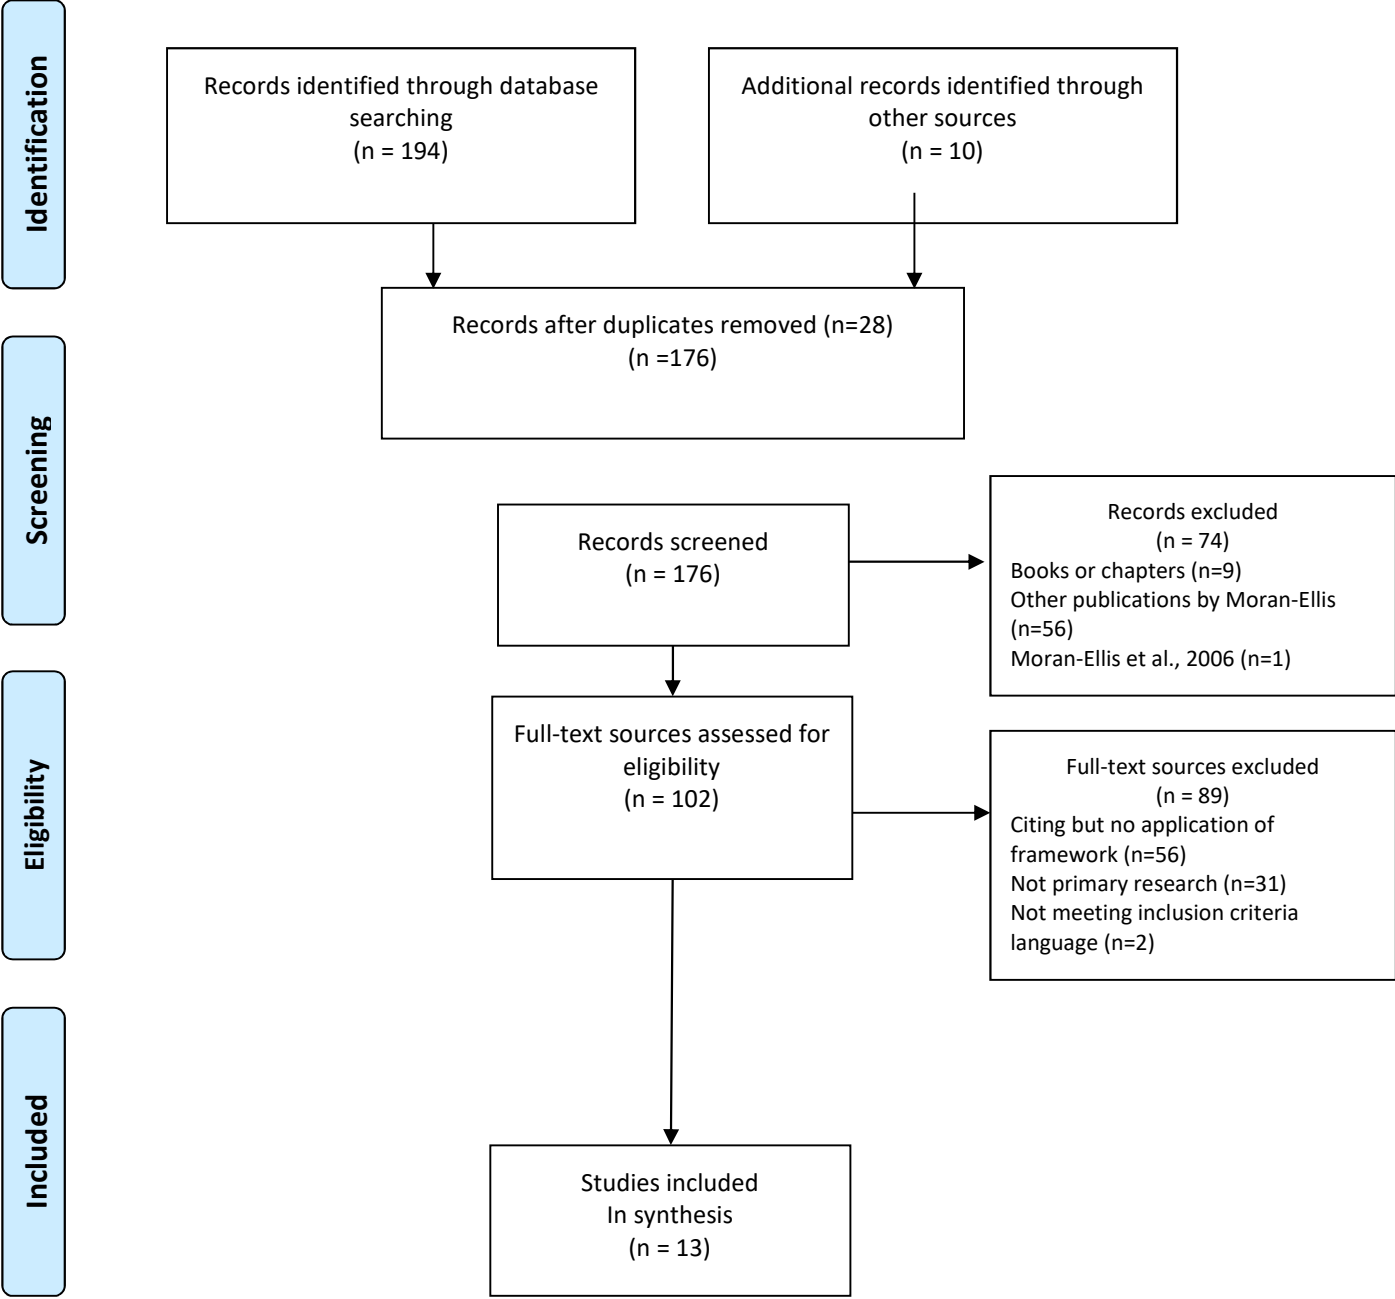 Identification
Records identified through database
searching
(n = 194)
Additional records identified through
other sources
(n = 10)
Records after duplicates removed (n=28)
(n =176)
Screening
Records screened
(n = 176)
Records excluded
(n = 74)
Books or chapters (n=9)
Other publications by Moran-Ellis
(n=56)
Moran-Ellis et al., 2006 (n=1)
Eligibility
Full-text sources assessed for
eligibility
(n = 102)
Full-text sources excluded
(n = 89)
Citing but no application of
framework (n=56)
Not primary research (n=31)
Not meeting inclusion criteria
language (n=2)
Included
Studies included
In synthesis
(n = 13)